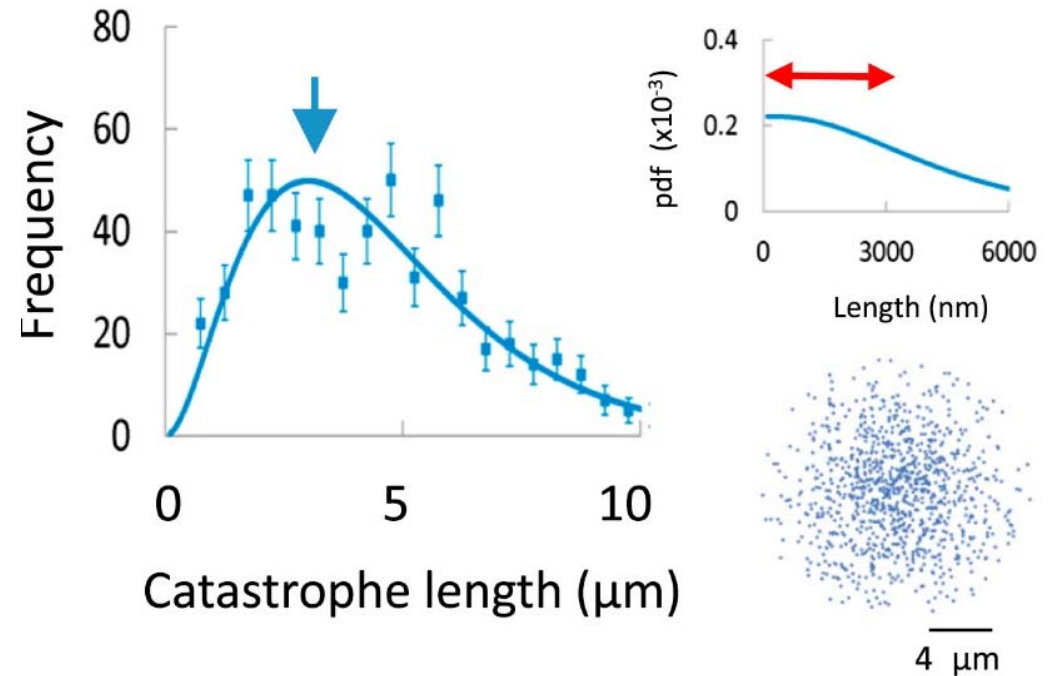 80
60
40
20
0
Frequency
0 5 10
Catastrophe length (μm)
0.4
0.2
0
pdf (x10⁻³)
0 3000 6000
Length (nm)
4 μm